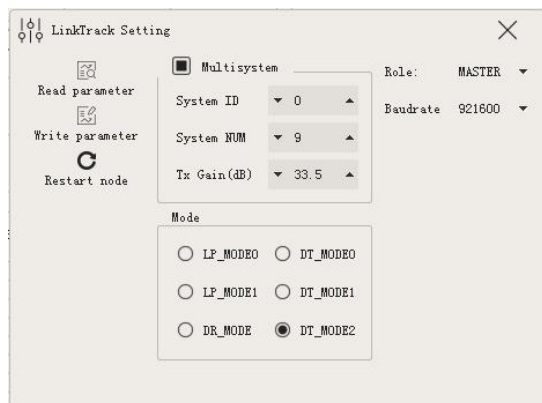 LinkTrack Setting
Read parameter
Write parameter
Restart node
Multisystem
System ID 0
System NUM 9
Tx Gain(dB) 33.5
Role: MASTER
Baudrate 921600
Mode
LP_MODE0 DT_MODE0
LP_MODE1 DT_MODE1
DR_MODE DT_MODE2